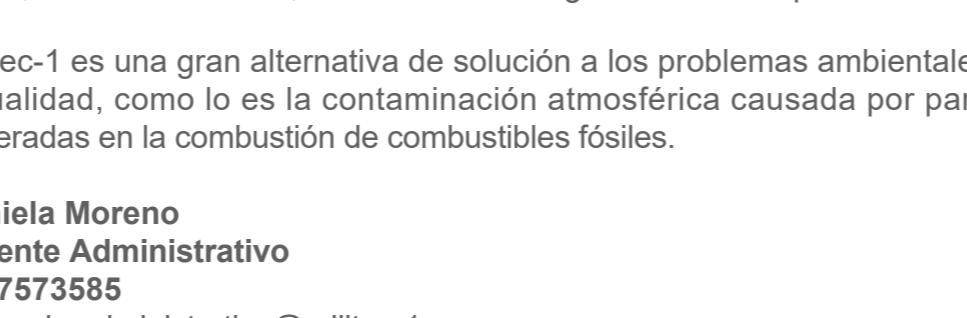 ec-1 es una gran alternativa de solución a los problemas ambientale
ualidad, como lo es la contaminación atmosférica causada por par
eradas en la combustión de combustibles fósiles.
iela Moreno
ente Administrativo
7573585